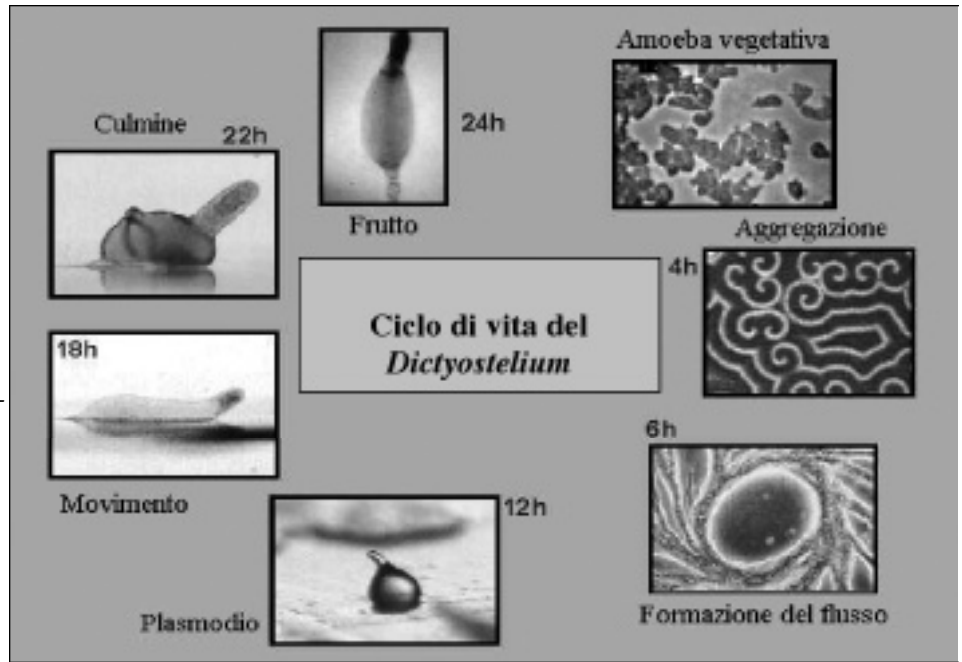 Amoeba vegetativa
Aggregazione
4h
6h
Formazione del flusso
12h
Plasmodio
18h
Movimento
Culmine
22h
24h
Frutto
Ciclo di vita del
Dictyostelium